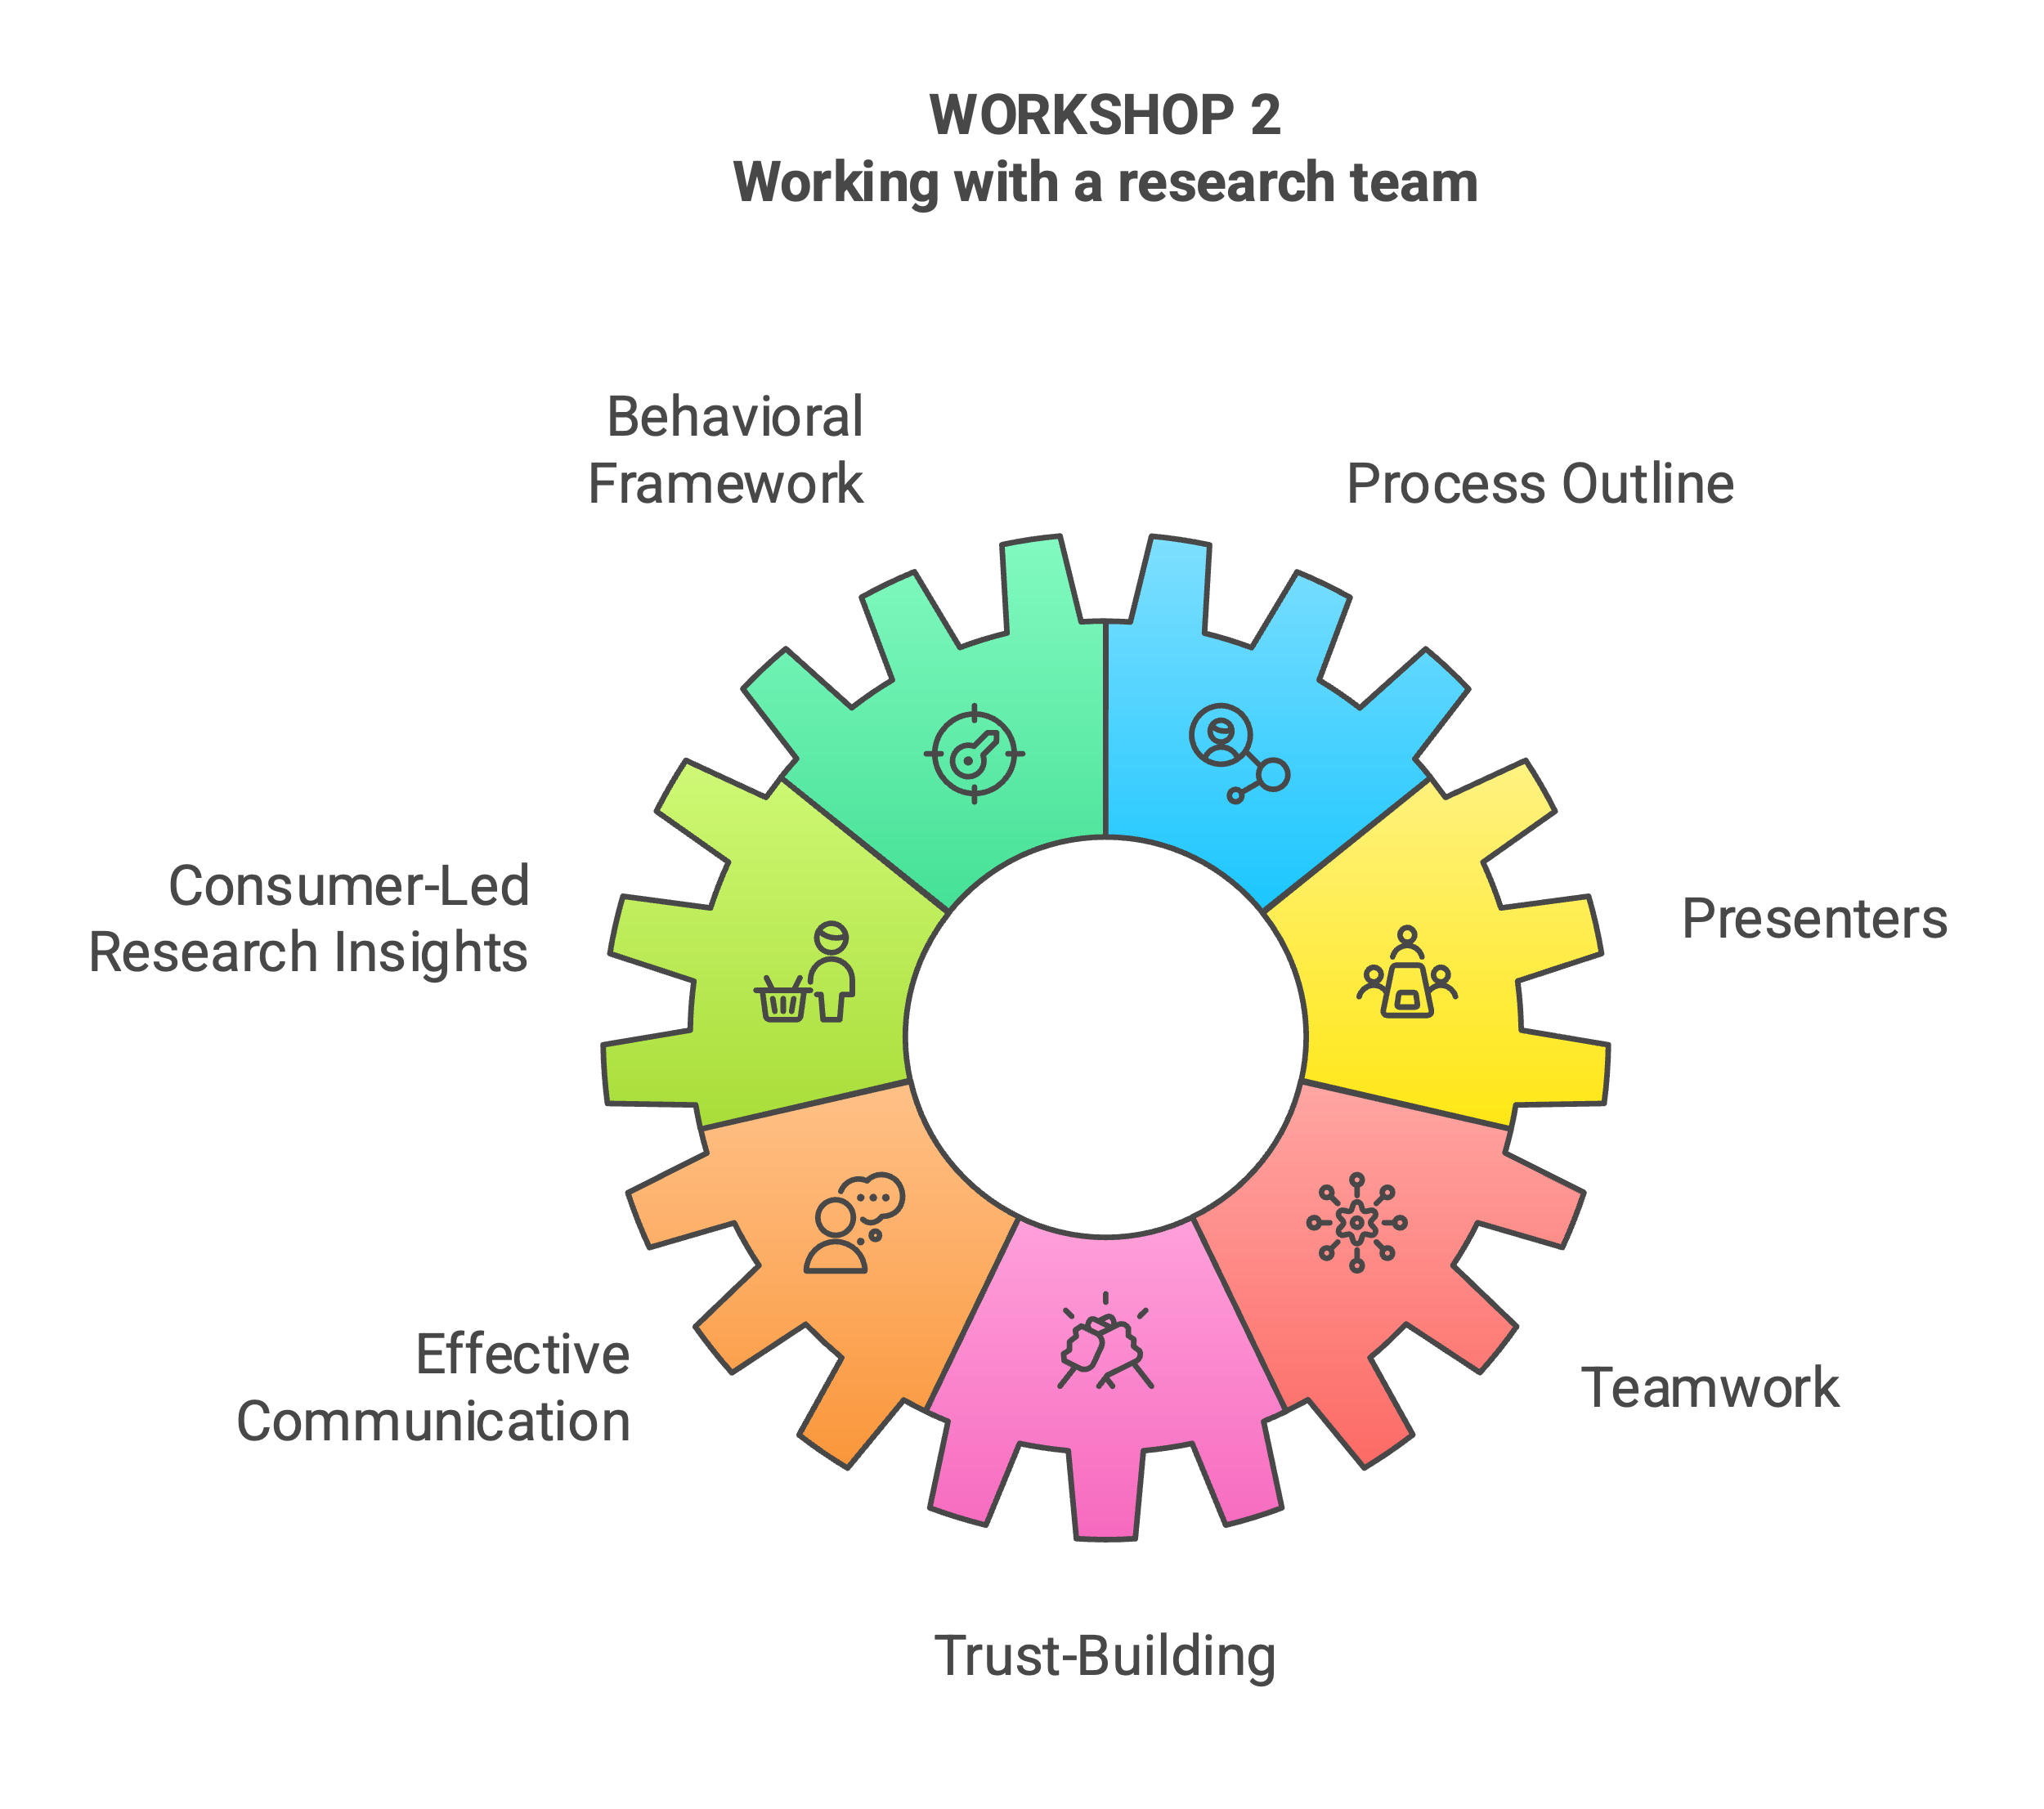 WORKSHOP 2
Working with a research team
Behavioral
Framework
Process Outline
Consumer-Led
Research Insights
Presenters
Effective
Communication
Teamwork
Trust-Building